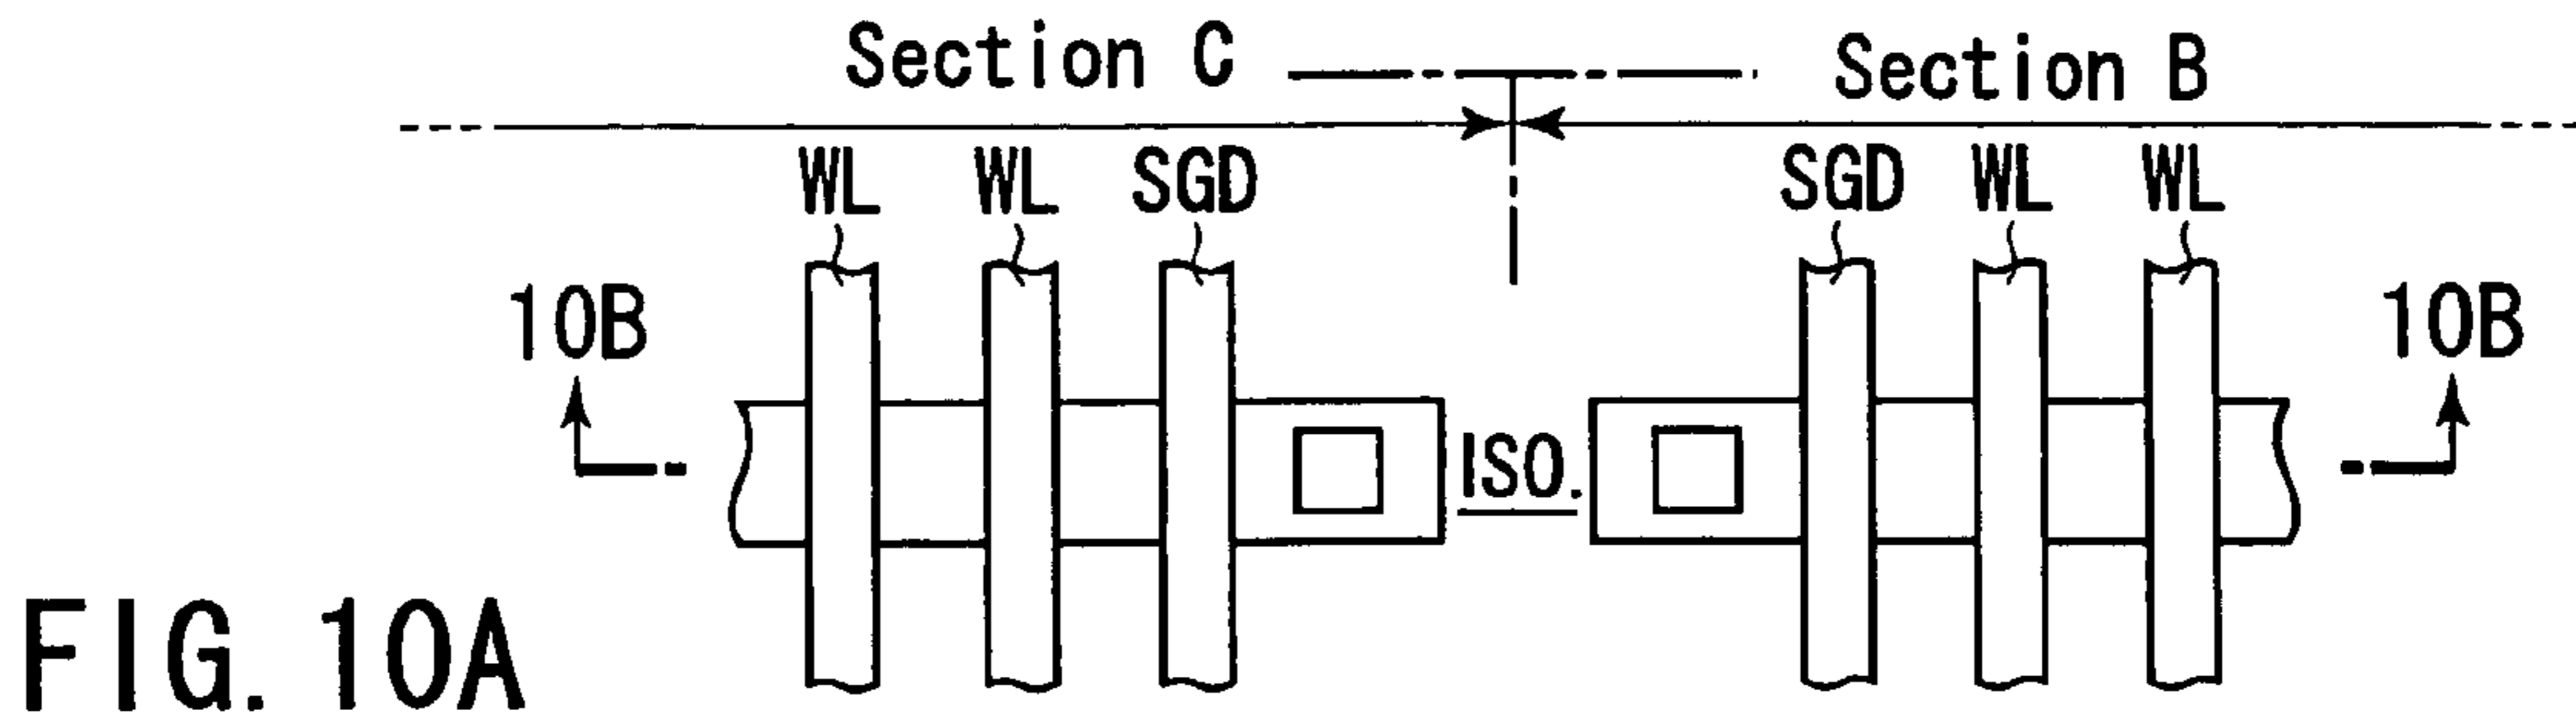 Section C Section B
WL WL SGD SGD WL WL
10B 10B
ISO.
FIG. 10A